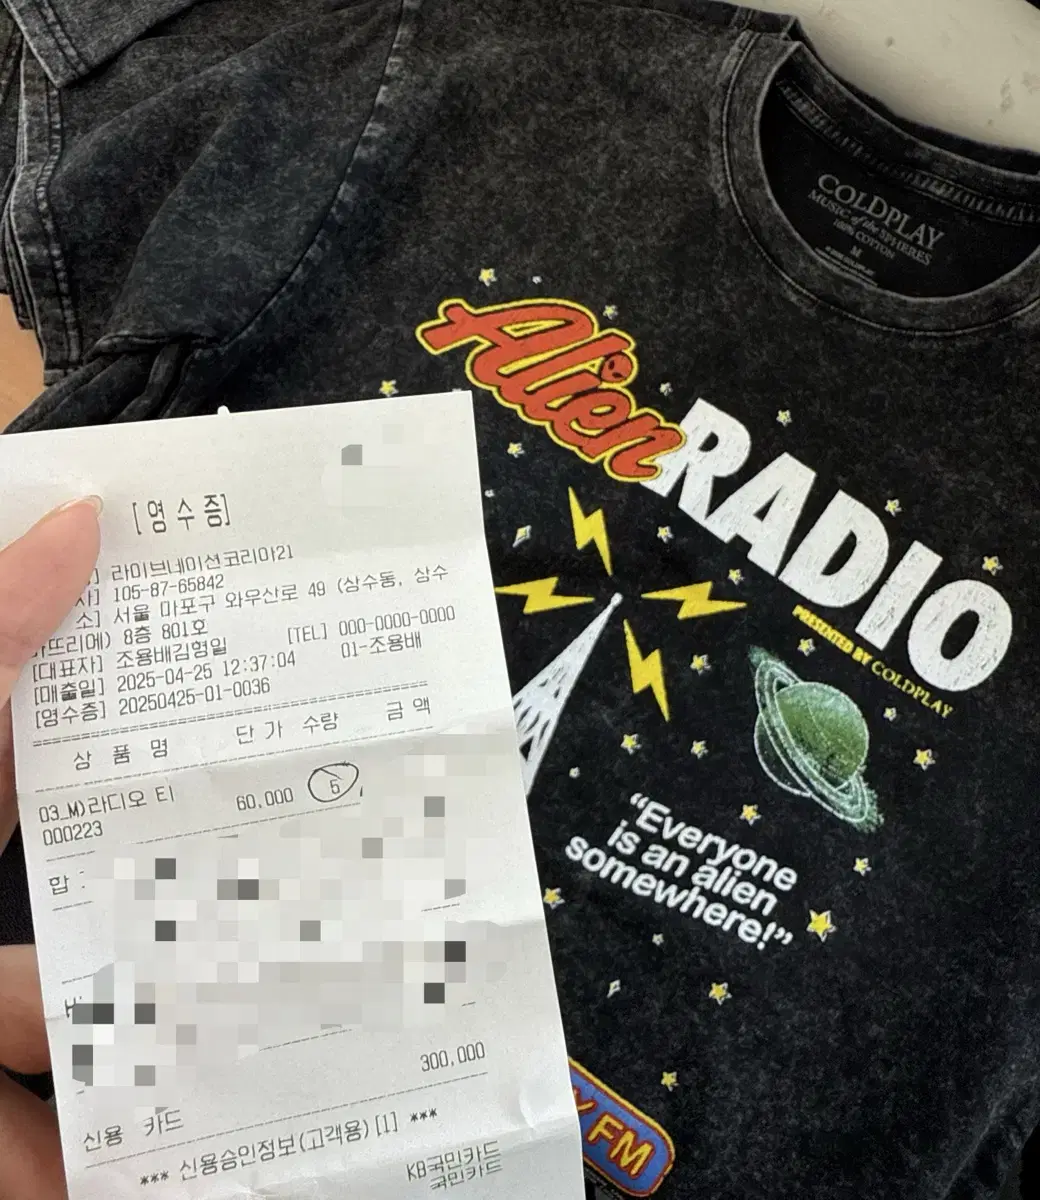 COLDPLAY
MUSIC of the SPHERES
100% COTTON
M
Alien
RADIO
PRESENTED BY COLDPLAY
"Everyone
is an alien
somewhere!"
Y FM
[영 수 증]
] 라이브네이션코리아21
자] 105-87-65842
소] 서울 마포구 와우산로 49 (상수동, 상수
뜨리에) 8층 801호
[대표자] 조용배김형일 [TEL] 000-0000-0000
[매출일] 2025-04-25 12:37:04 01-조용배
[영수증] 20250425-01-0036
상 품 명 단 가 수량 금 액
03_M)라디오 티 60,000 5
000223
합 :
300,000
신용 카드
*** 신용승인정보(고객용) [1] ***
KB국민카드
국민카드